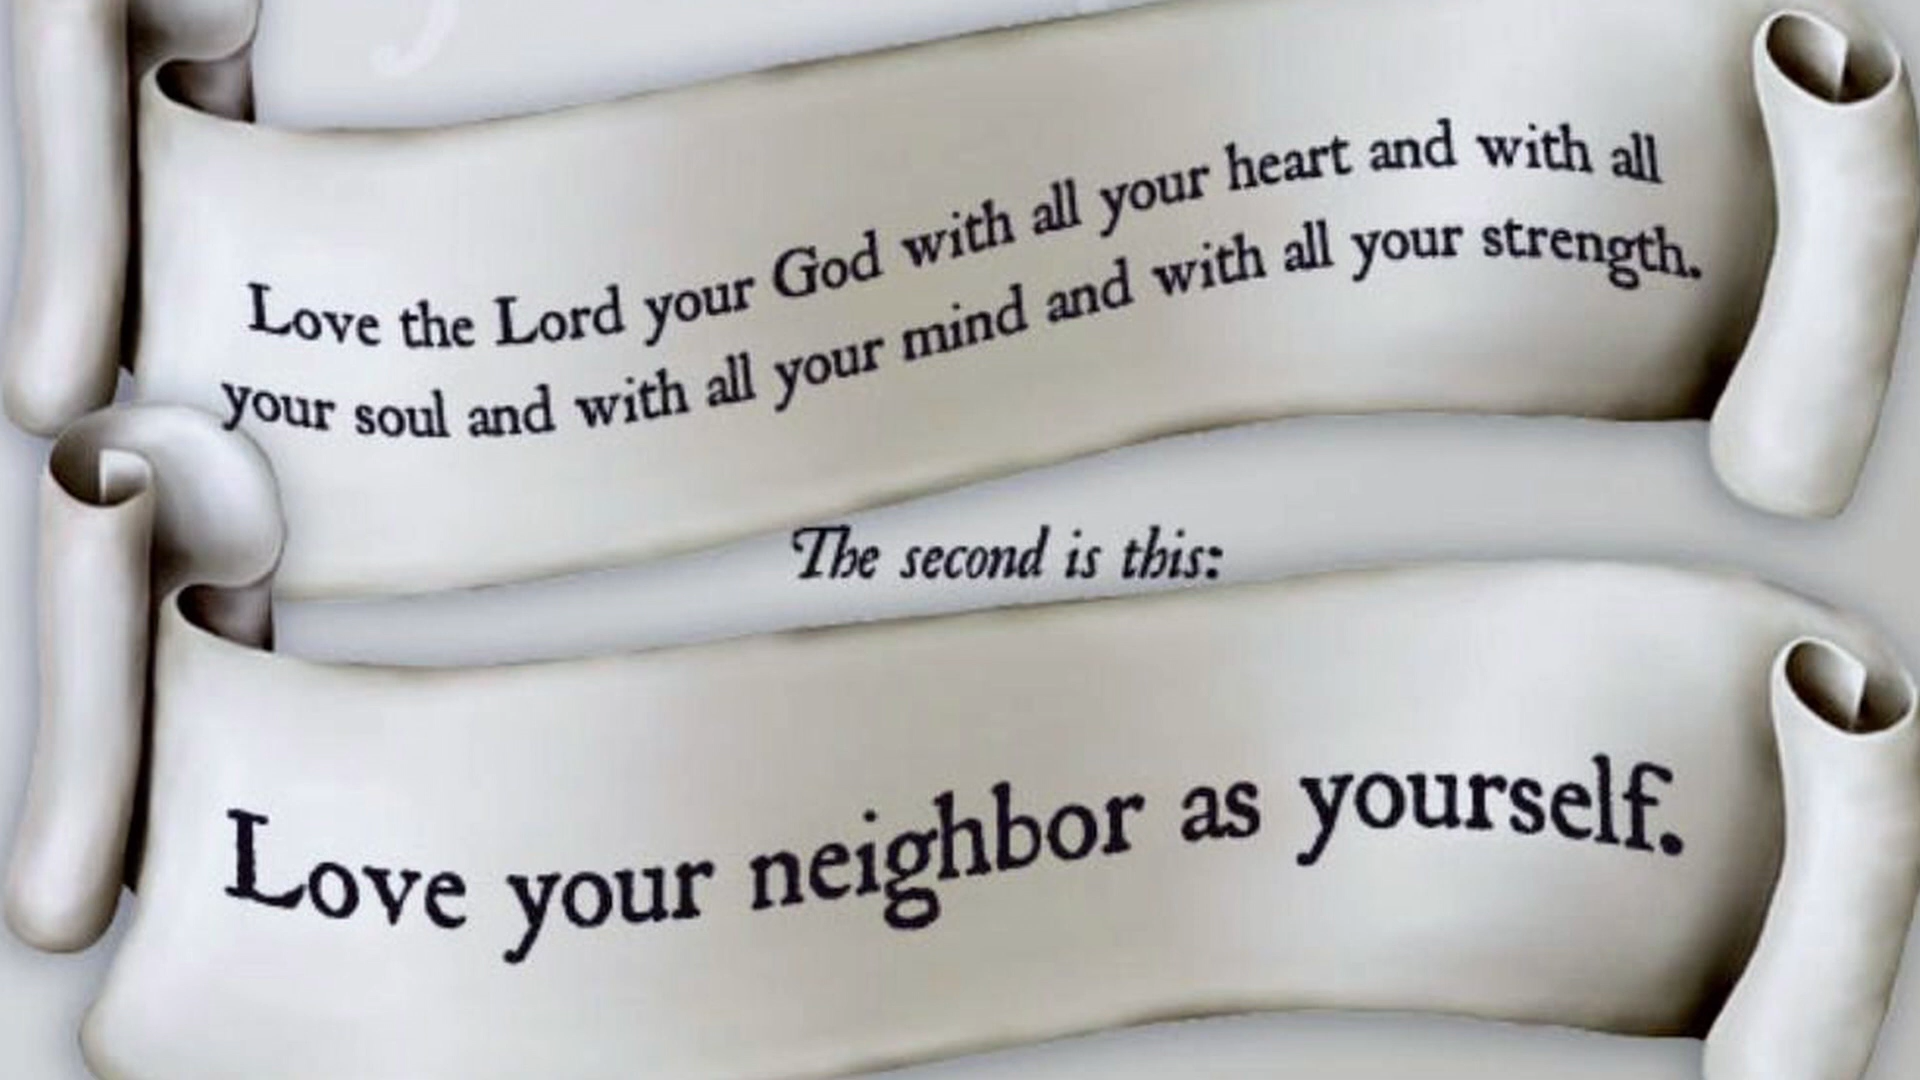 Love the Lord your God with all your heart and with all
your soul and with all your mind and with all your strength.
The second is this:
Love your neighbor as yourself.